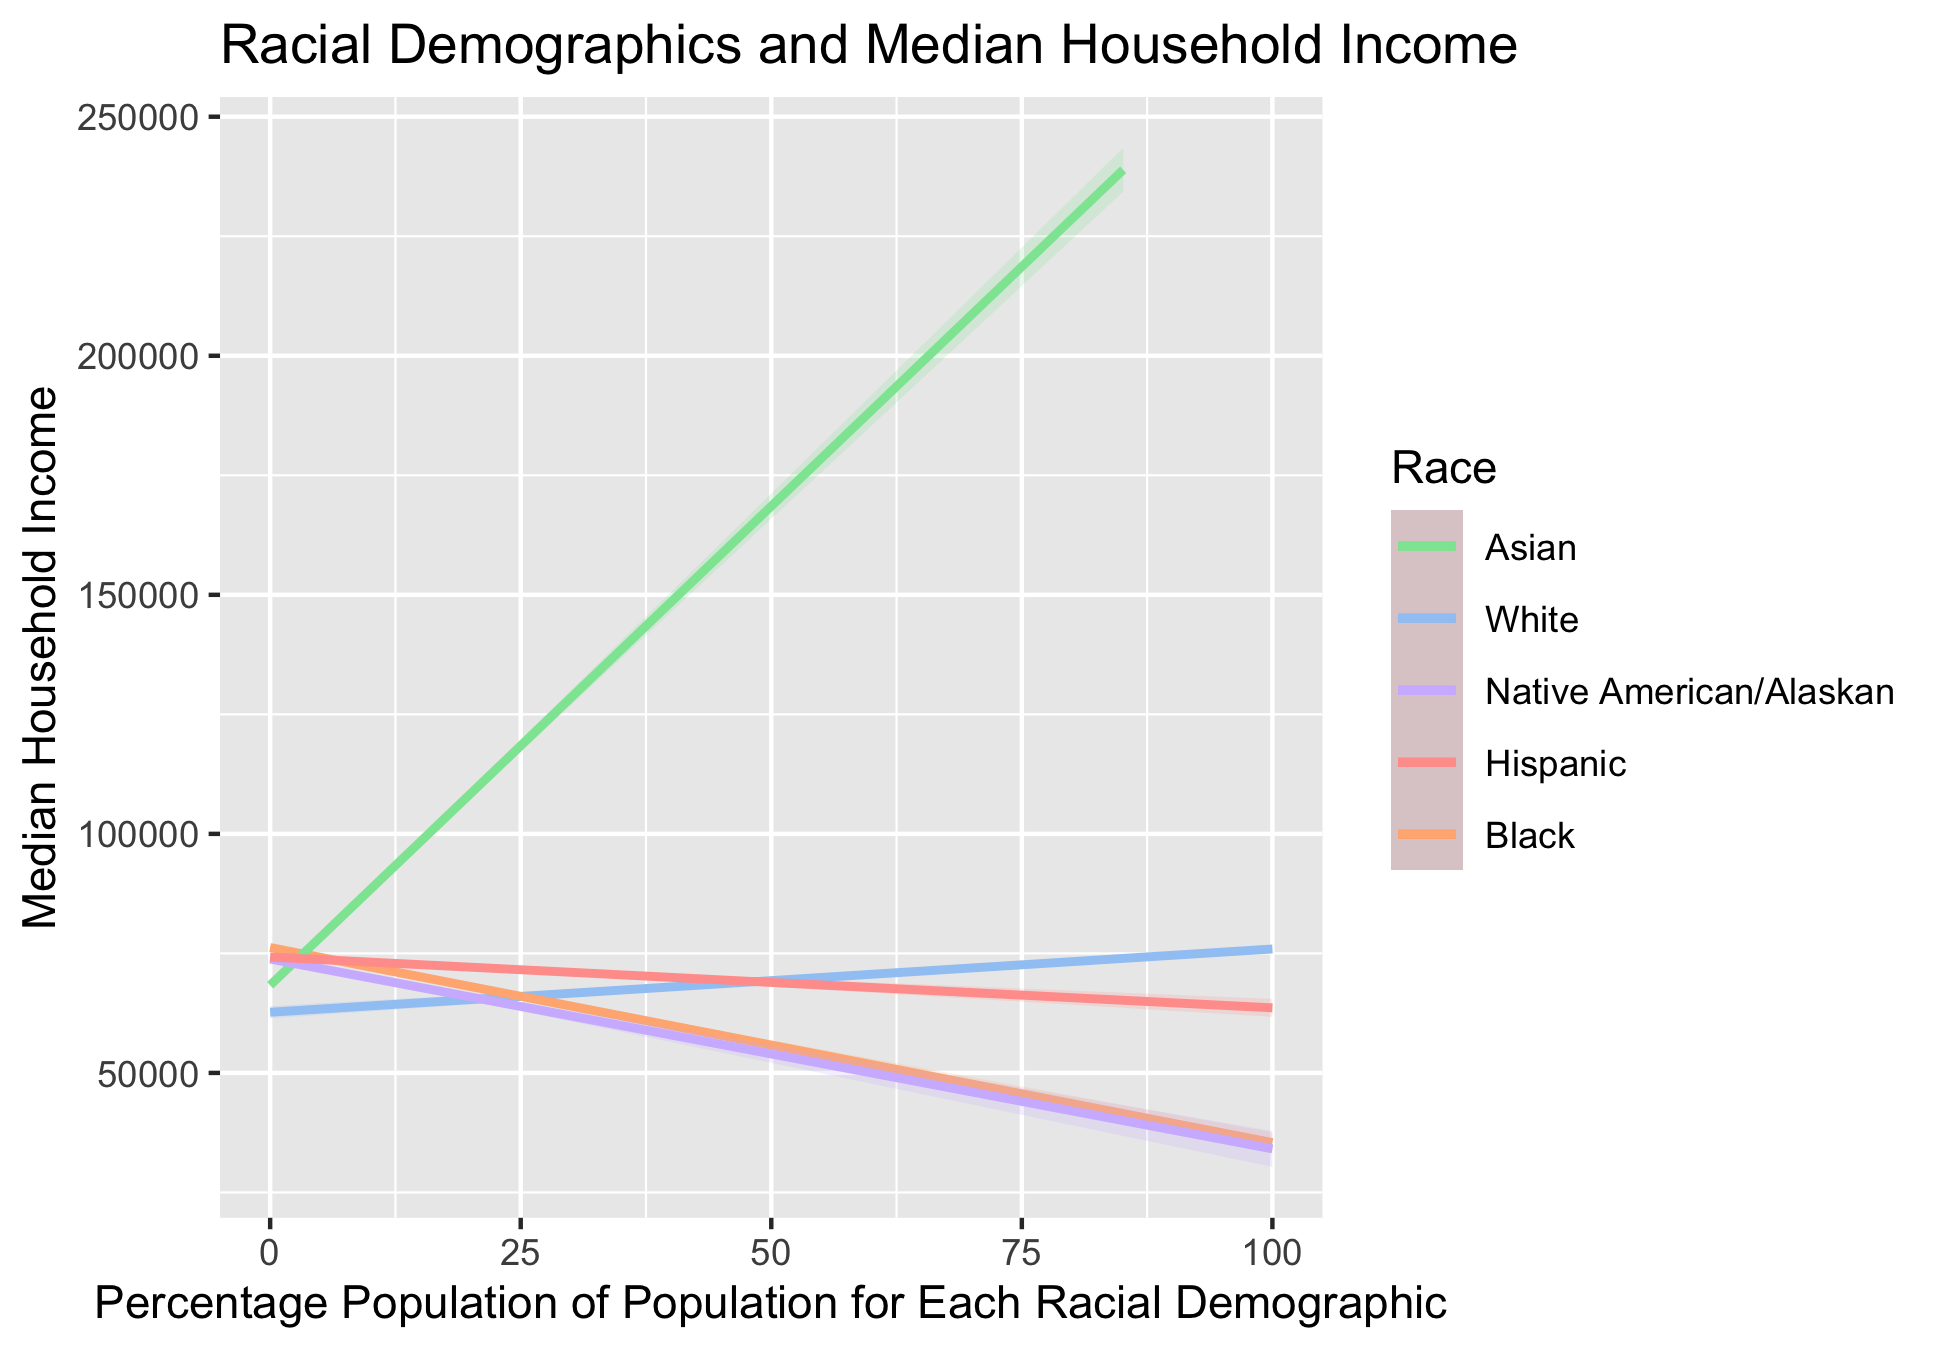 Racial Demographics and Median Household Income
250000
200000
150000
100000
50000
Median Household Income
0 25 50 75 100
Percentage Population of Population for Each Racial Demographic
Race
Asian
White
Native American/Alaskan
Hispanic
Black